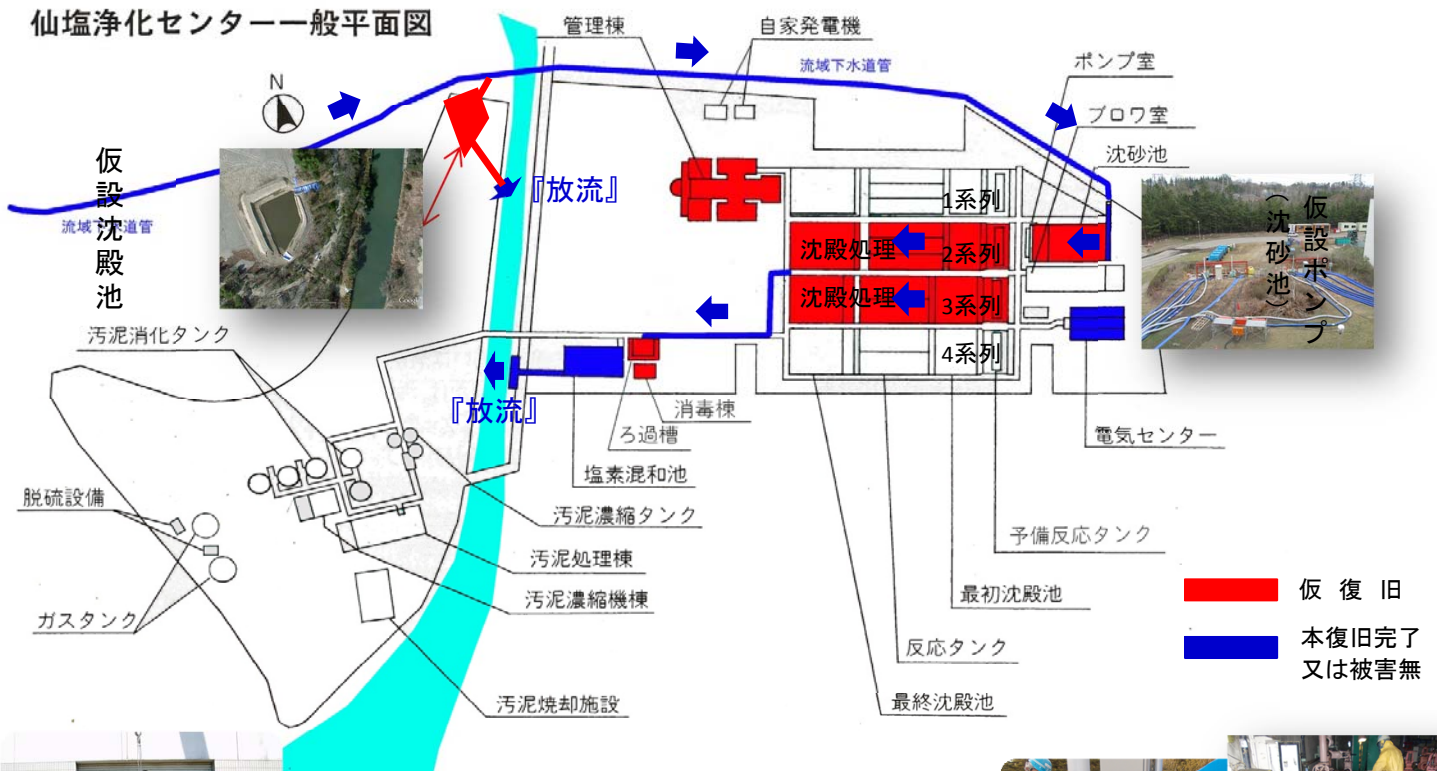 仙塩浄化センター一般平面図
管理棟
自家発電機
流域下水道管
ポンプ室
ブロワ室
沈砂池
N
仮設沈殿池
『放流』
流域下水道管
1系列
沈殿処理
2系列
沈殿処理
3系列
4系列
仮設ポンプ
(沈砂池)
汚泥消化タンク
『放流』
消毒棟
ろ過槽
塩素混和池
電気センター
脱硫設備
汚泥濃縮タンク
予備反応タンク
汚泥処理棟
汚泥濃縮機棟
最初沈殿池
ガスタンク
反応タンク
汚泥焼却施設
最終沈殿池
仮 復 旧
本復旧完了
又は被害無
Google